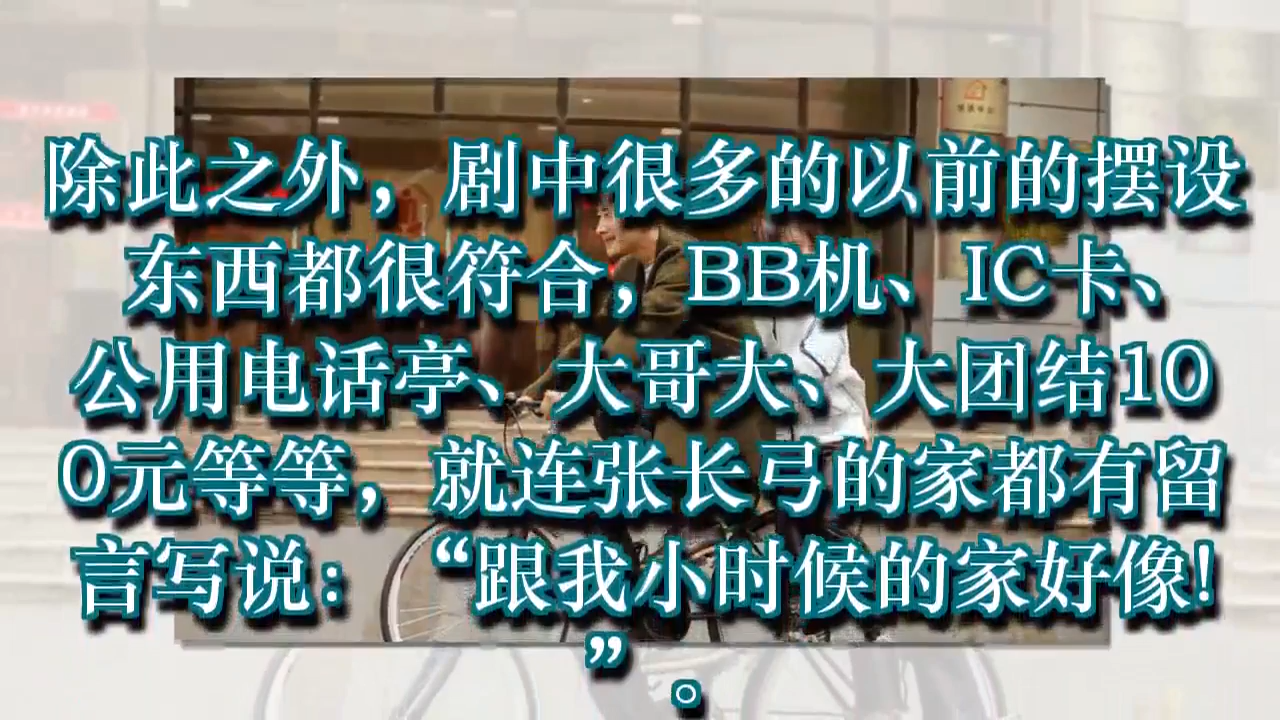 除此之外，剧中很多的以前的摆设
东西都很符合，BB机、IC卡、
公用电话亭、大哥大、大团结10
0元等等，就连张长弓的家都有留
言写说：“跟我小时候的家好像!
”。